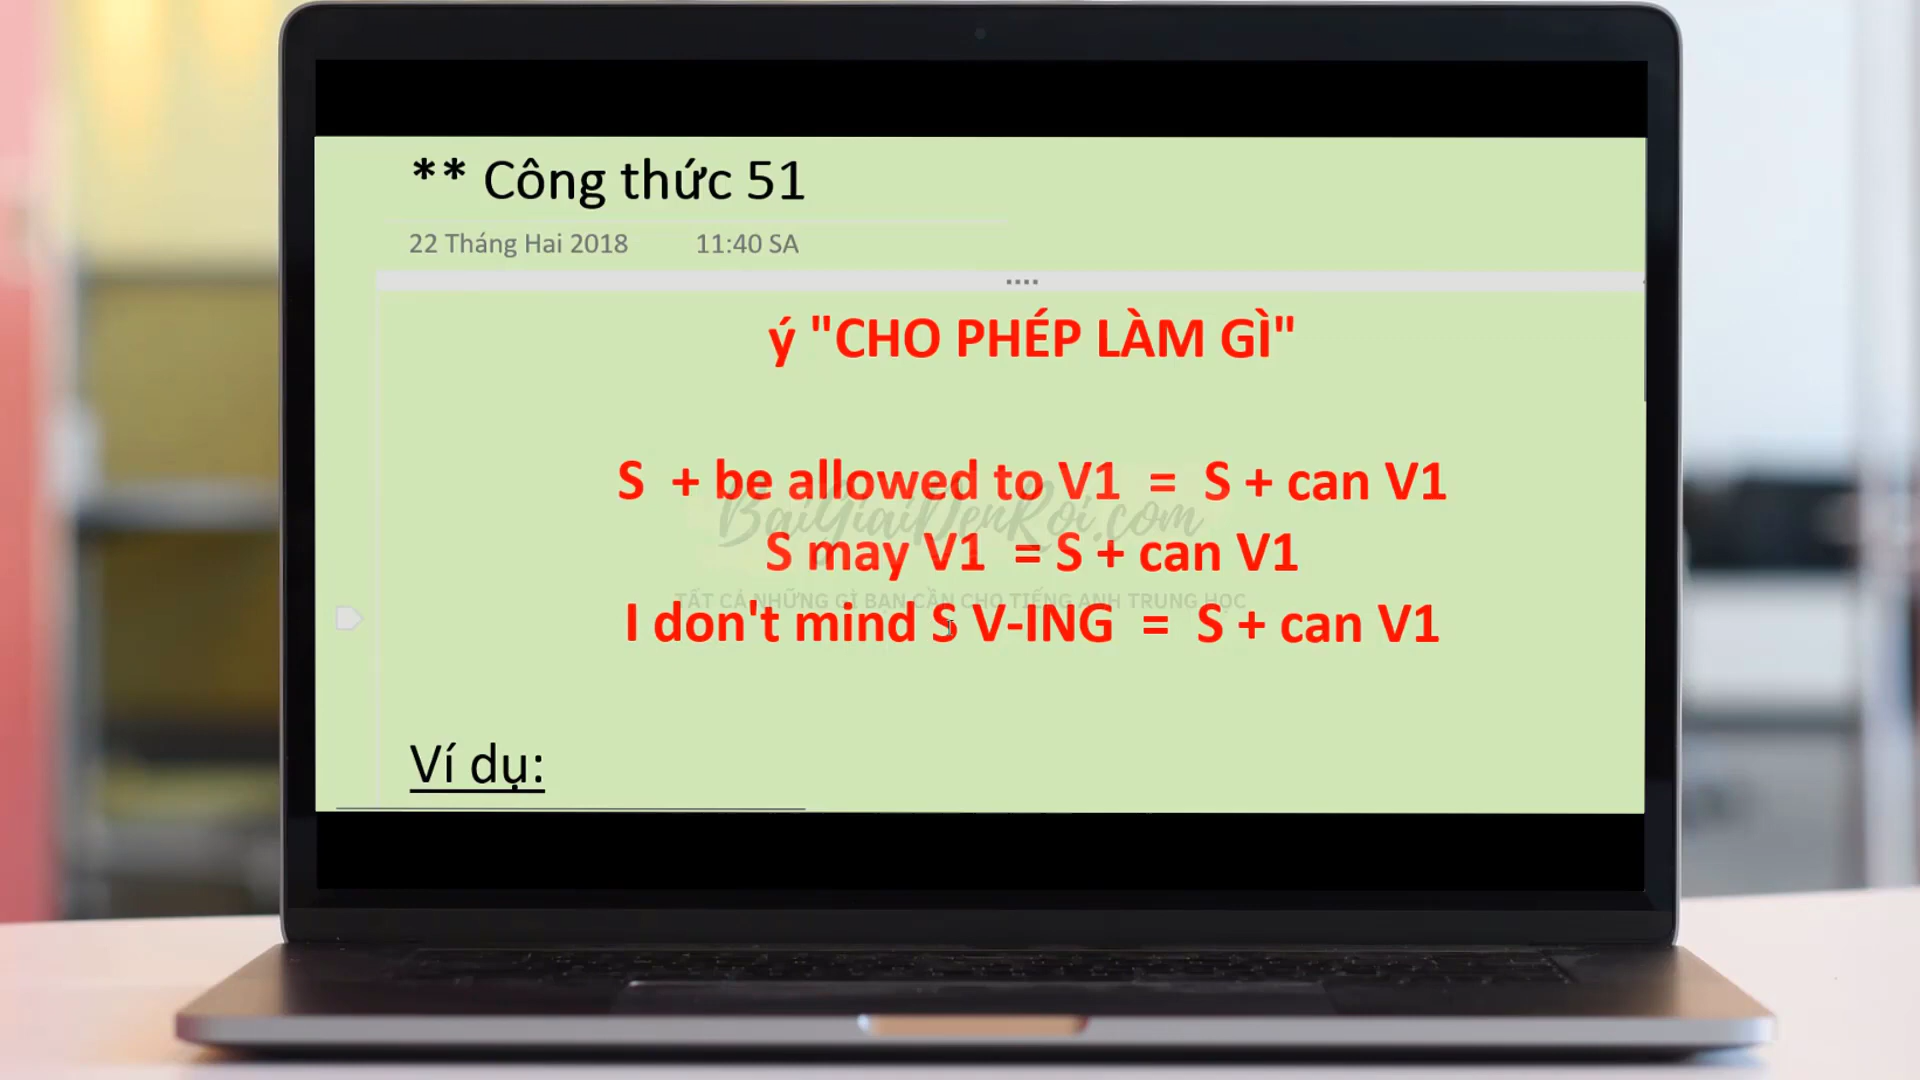 ** Công thức 51
22 Tháng Hai 2018 11:40 SA
ý "CHO PHÉP LÀM GÌ"
S + be allowed to V1 = S + can V1
BaiGiaiDenRoi.com
S may V1 = S + can V1
TẤT CẢ NHỮNG GÌ BẠN CẦN CHO TIẾNG ANH TRUNG HỌC
I don't mind S V-ING = S + can V1
Ví dụ: